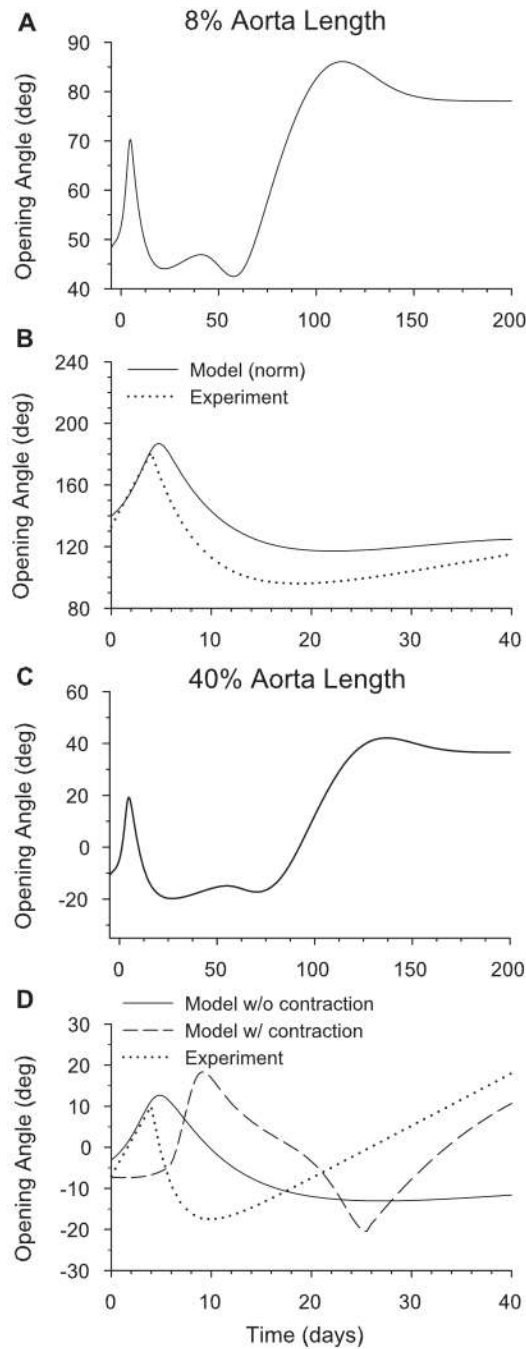 A
8% Aorta Length
Opening Angle (deg)
90
80
70
60
50
40
0 50 100 150 200
B
Model (norm)
Experiment
Opening Angle (deg)
240
200
160
120
80
0 10 20 30 40
C
40% Aorta Length
Opening Angle (deg)
60
40
20
0
-20
0 50 100 150 200
D
Model w/o contraction
Model w/ contraction
Experiment
Opening Angle (deg)
30
20
10
0
-10
-20
-30
0 10 20 30 40
Time (days)